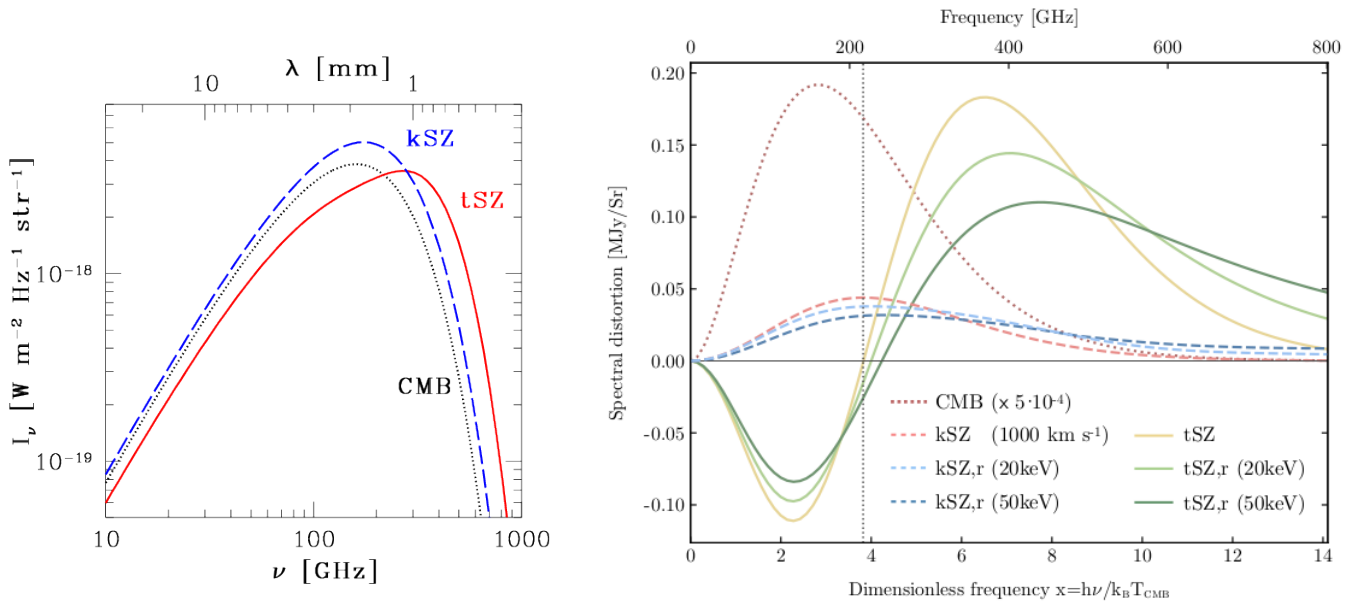 λ [mm]
10 1
I_ν [W m⁻² Hz⁻¹ str⁻¹]
10⁻¹⁸
10⁻¹⁹
kSZ
tSZ
CMB
10 100 1000
ν [GHz]
Frequency [GHz]
0 200 400 600 800
Spectral distortion [MJy/Sr]
0.20
0.15
0.10
0.05
0.00
-0.05
-0.10
CMB (x 5·10⁻⁴)
kSZ (1000 km s⁻¹)
kSZ,r (20keV)
kSZ,r (50keV)
tSZ
tSZ,r (20keV)
tSZ,r (50keV)
0 2 4 6 8 10 12 14
Dimensionless frequency x=hν/k_BT_CMB